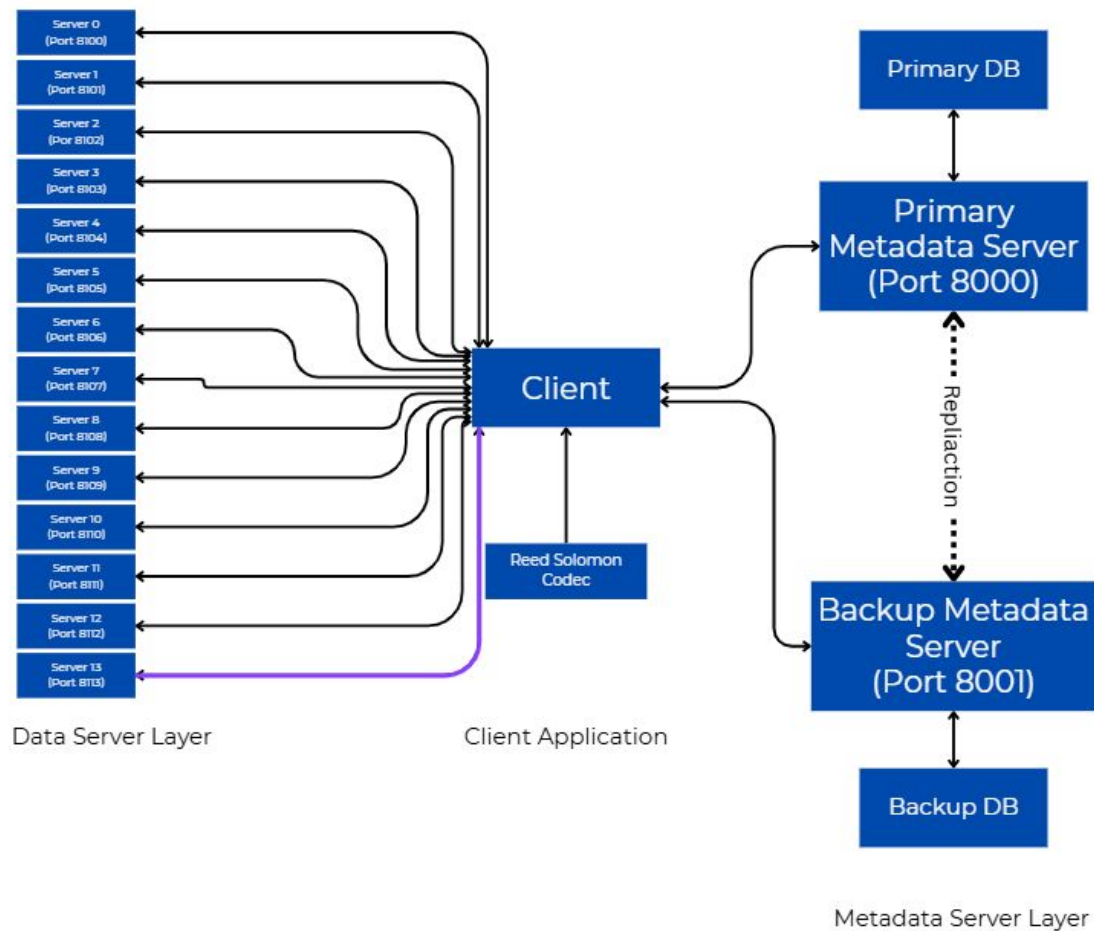 Server 0
(Port 8100)
Server 1
(Port 8101)
Server 2
(Por 8102)
Server 3
(Port 8103)
Server 4
(Port 8104)
Server 5
(Port 8105)
Server 6
(Port 8106)
Server 7
(Port 8107)
Server 8
(Port 8108)
Server 9
(Port 8109)
Server 10
(Port 8110)
Server 11
(Port 8111)
Server 12
(Port 8112)
Server 13
(Port 8113)
Data Server Layer
Client
Reed Solomon
Codec
Client Application
Primary DB
Primary
Metadata Server
(Port 8000)
Repliaction
Backup Metadata
Server
(Port 8001)
Backup DB
Metadata Server Layer